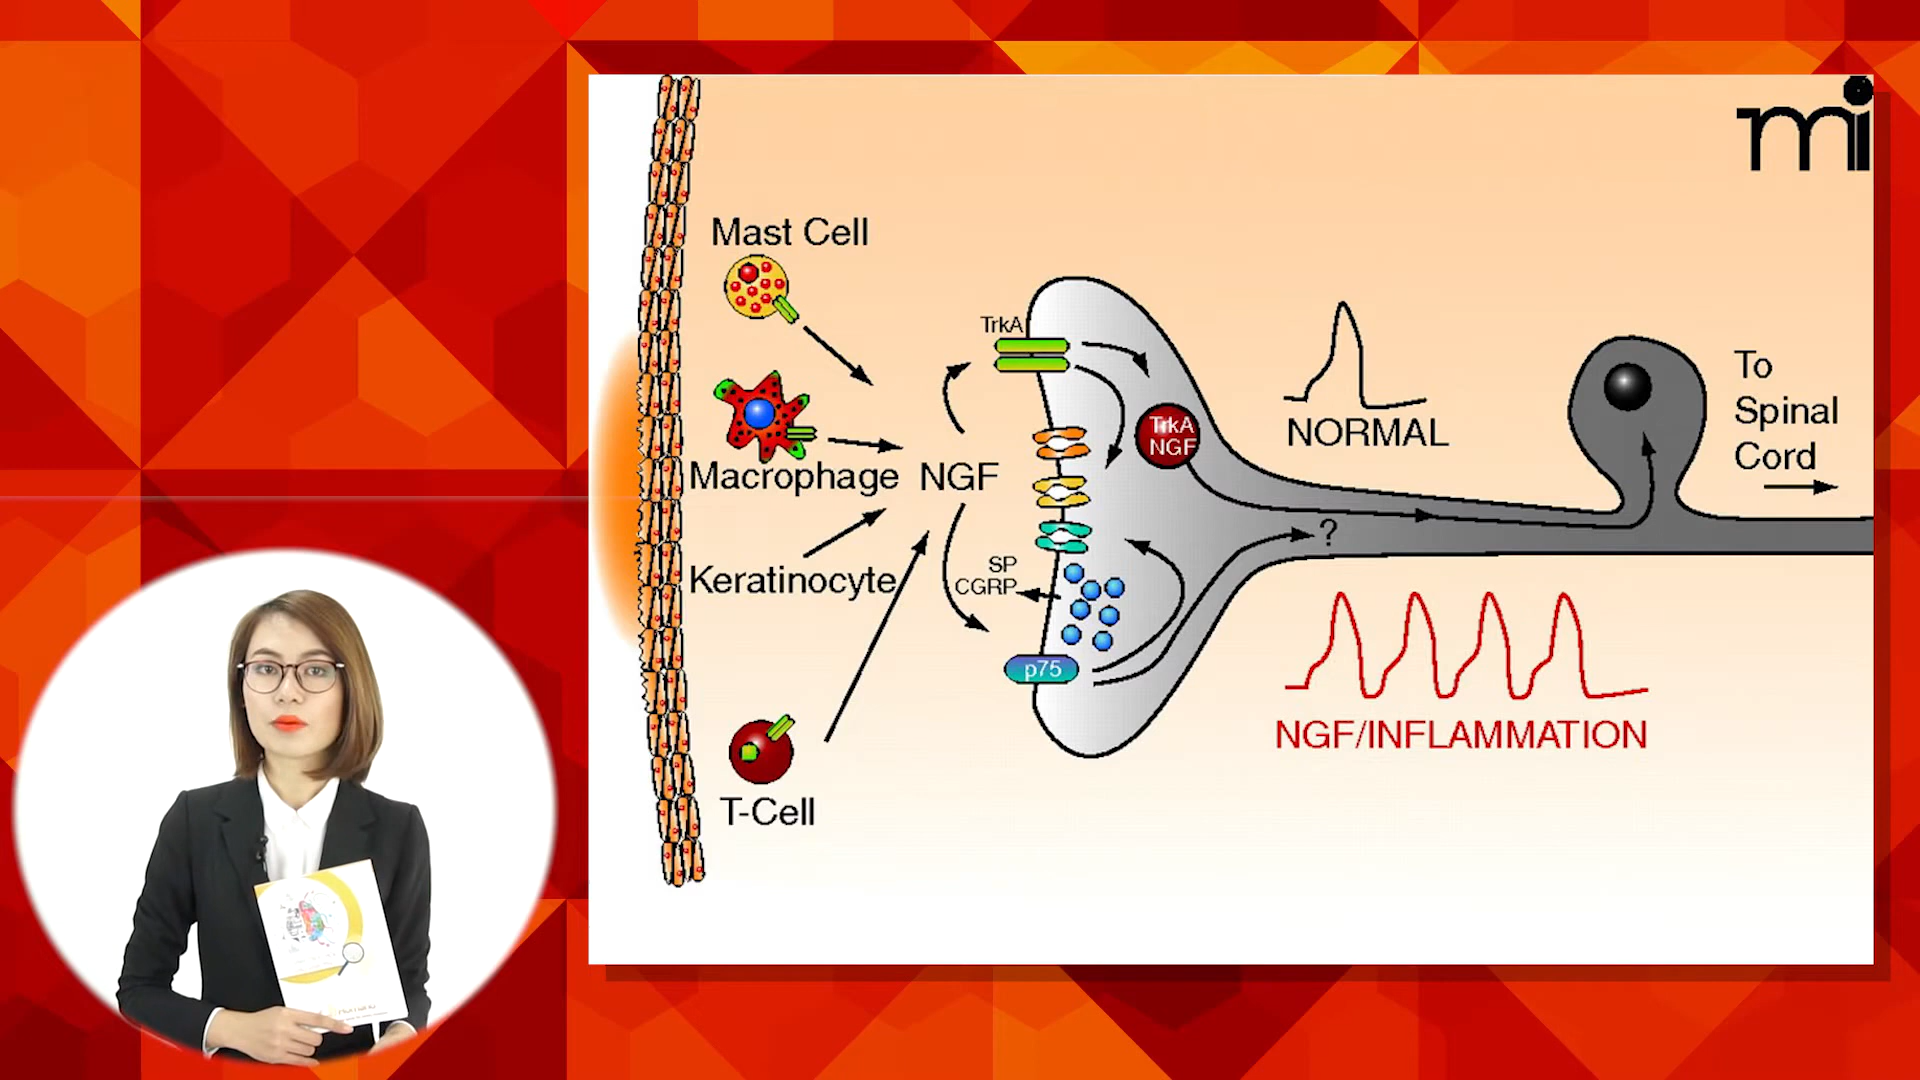 mi
Mast Cell
TrkA
TrkA
NGF
NORMAL
To
Spinal
Cord
Macrophage
NGF
?
SP
CGRP
Keratinocyte
p75
NGF/INFLAMMATION
T-Cell